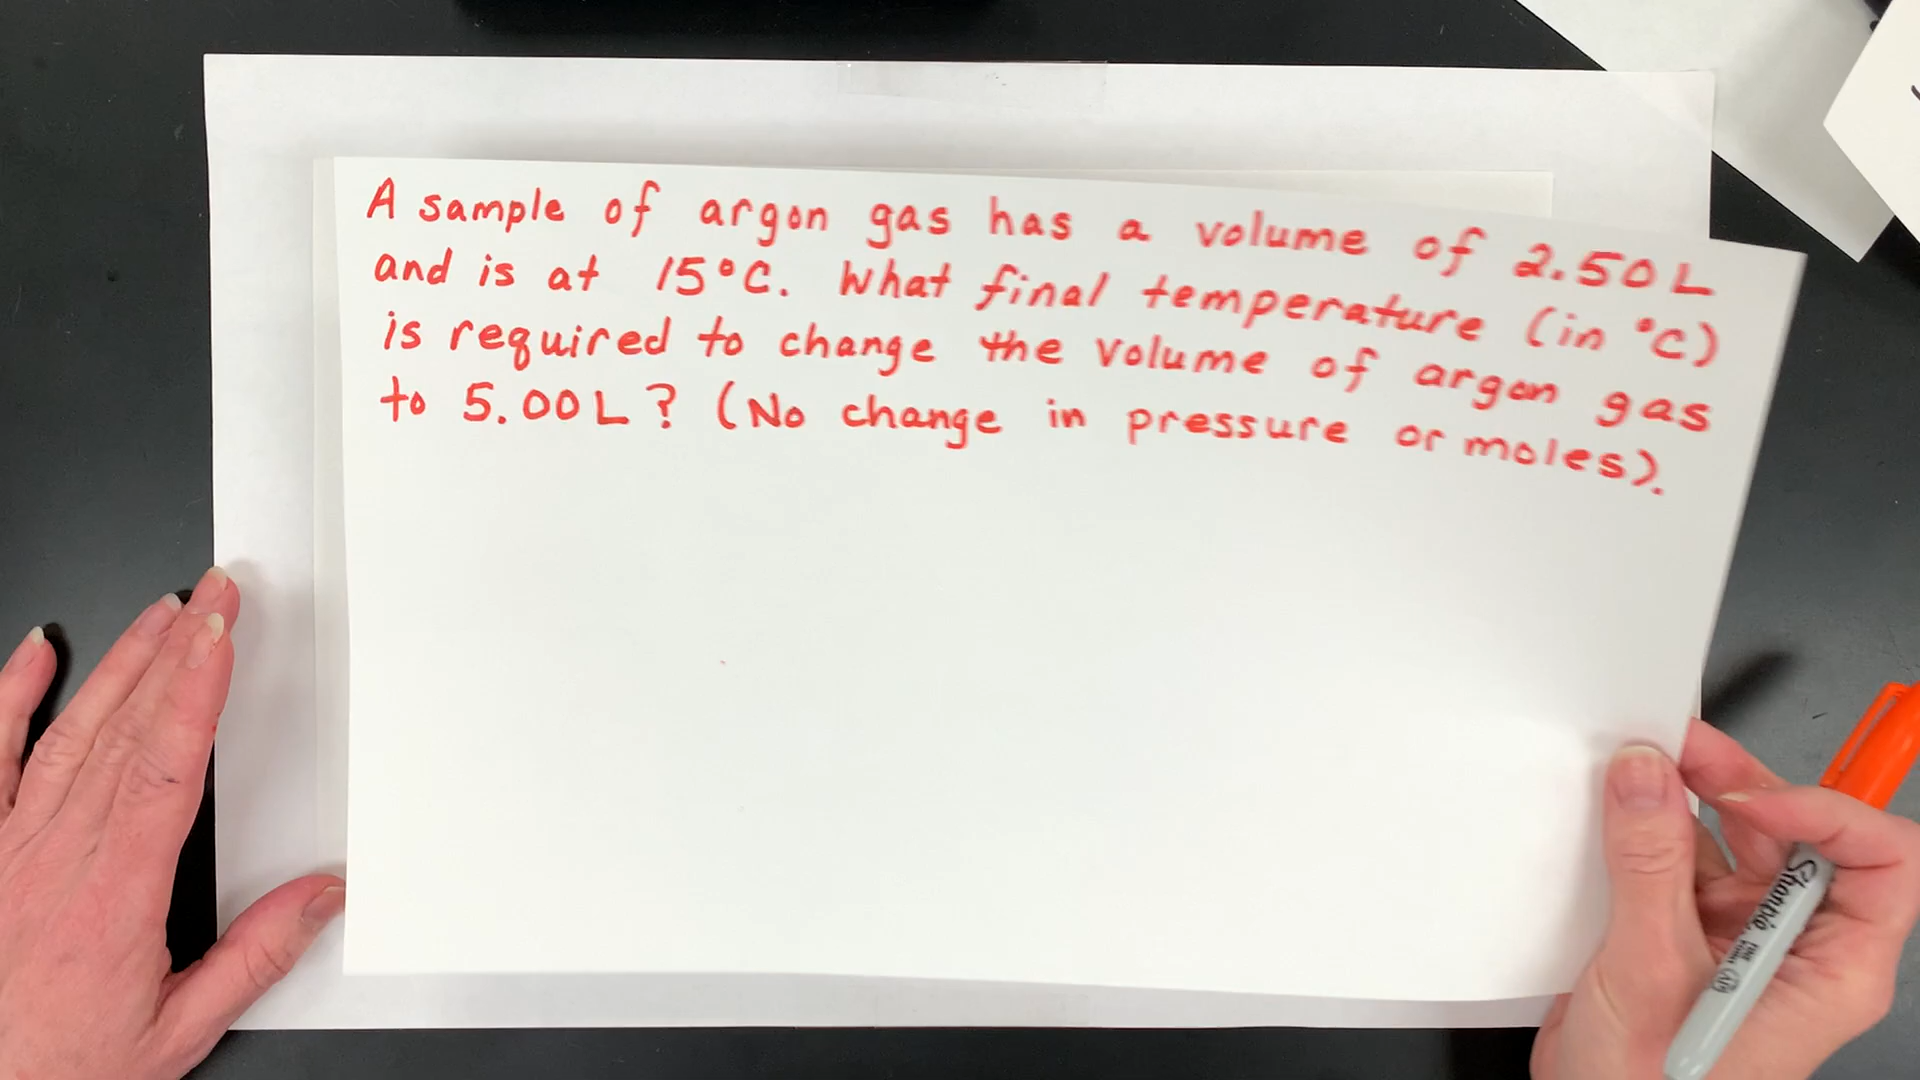 A sample of argon gas has a volume of 2.50 L
and is at 15°C. What final temperature (in °C)
is required to change the volume of argon gas
to 5.00 L? (No change in pressure or moles).
Sharpie